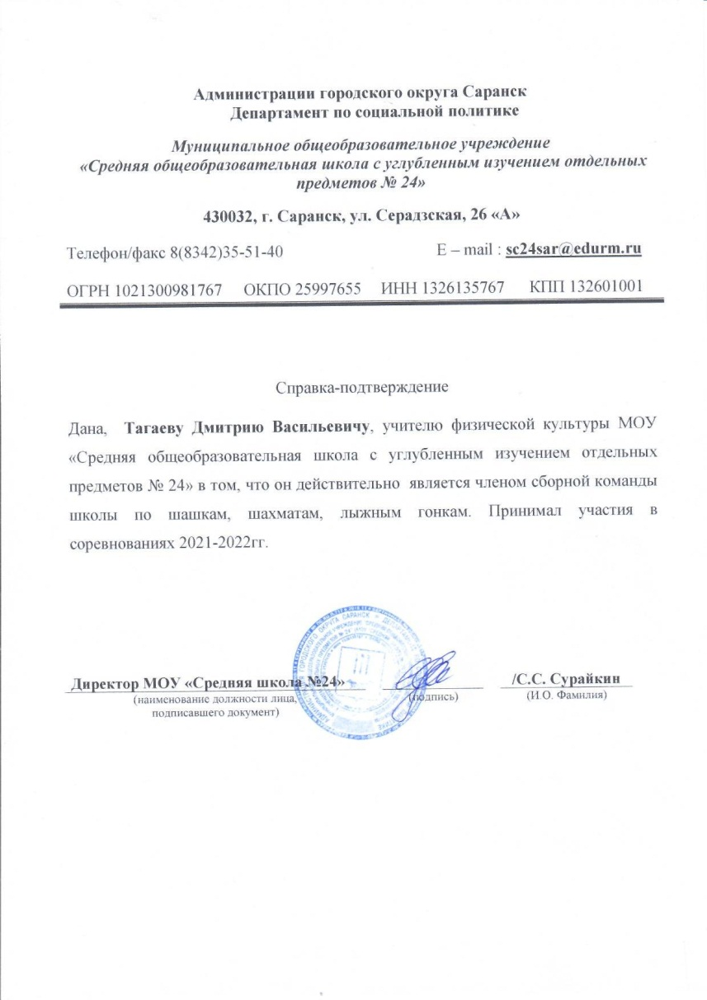 Администрации городского округа Саранск
Департамент по социальной политике
Муниципальное общеобразовательное учреждение
«Средняя общеобразовательная школа с углубленным изучением отдельных
предметов № 24»
430032, г. Саранск, ул. Серадзская, 26 «А»
Телефон/факс 8(8342)35-51-40 E – mail : sc24sar@edurm.ru
ОГРН 1021300981767 ОКПО 25997655 ИНН 1326135767 КПП 132601001
Справка-подтверждение
Дана, Тагаеву Дмитрию Васильевичу, учителю физической культуры МОУ
«Средняя общеобразовательная школа с углубленным изучением отдельных
предметов № 24» в том, что он действительно является членом сборной команды
школы по шашкам, шахматам, лыжным гонкам. Принимал участия в
соревнованиях 2021-2022гг.
Директор МОУ «Средняя школа №24» /С.С. Сурайкин
(наименование должности лица, (подпись) (И.О. Фамилия)
подписавшего документ)
ГОРОДСКОГО ОКРУГА САРАНСК